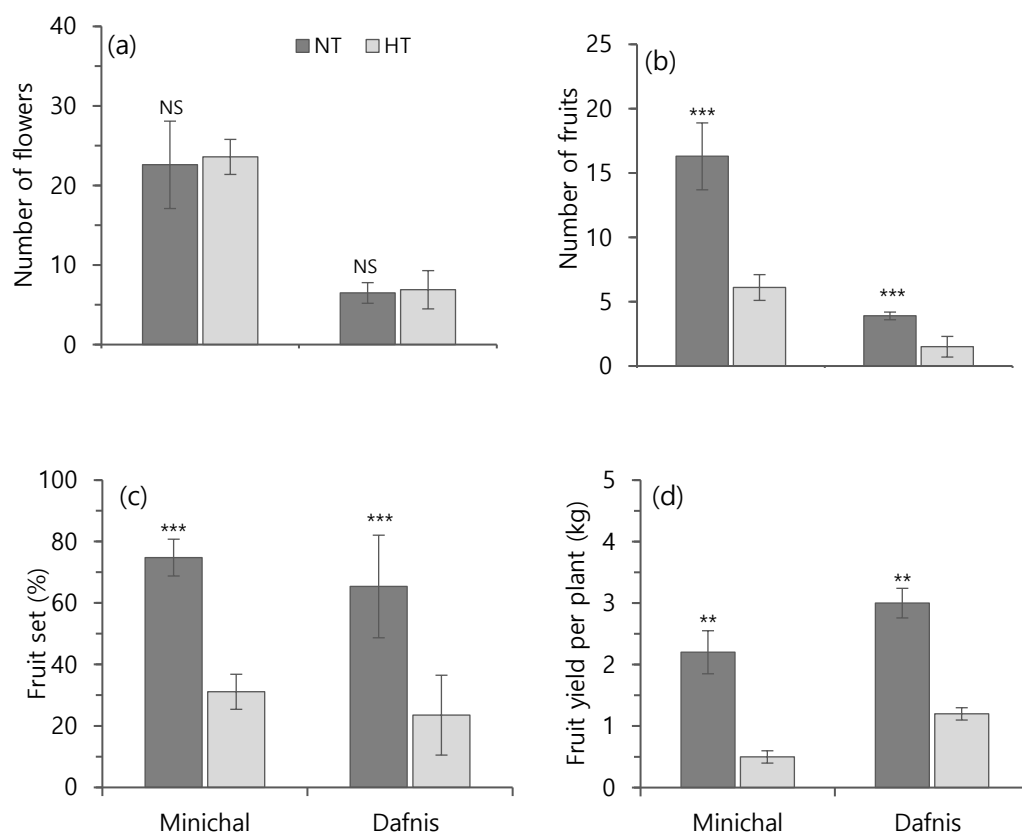 (a)
NT HT
Number of flowers
40
30
20
10
0
NS
NS
(b)
Number of fruits
25
20
15
10
5
0
***
***
(c)
Fruit set (%)
100
80
60
40
20
0
***
***
Minichal Dafnis
(d)
Fruit yield per plant (kg)
5
4
3
2
1
0
**
**
Minichal Dafnis